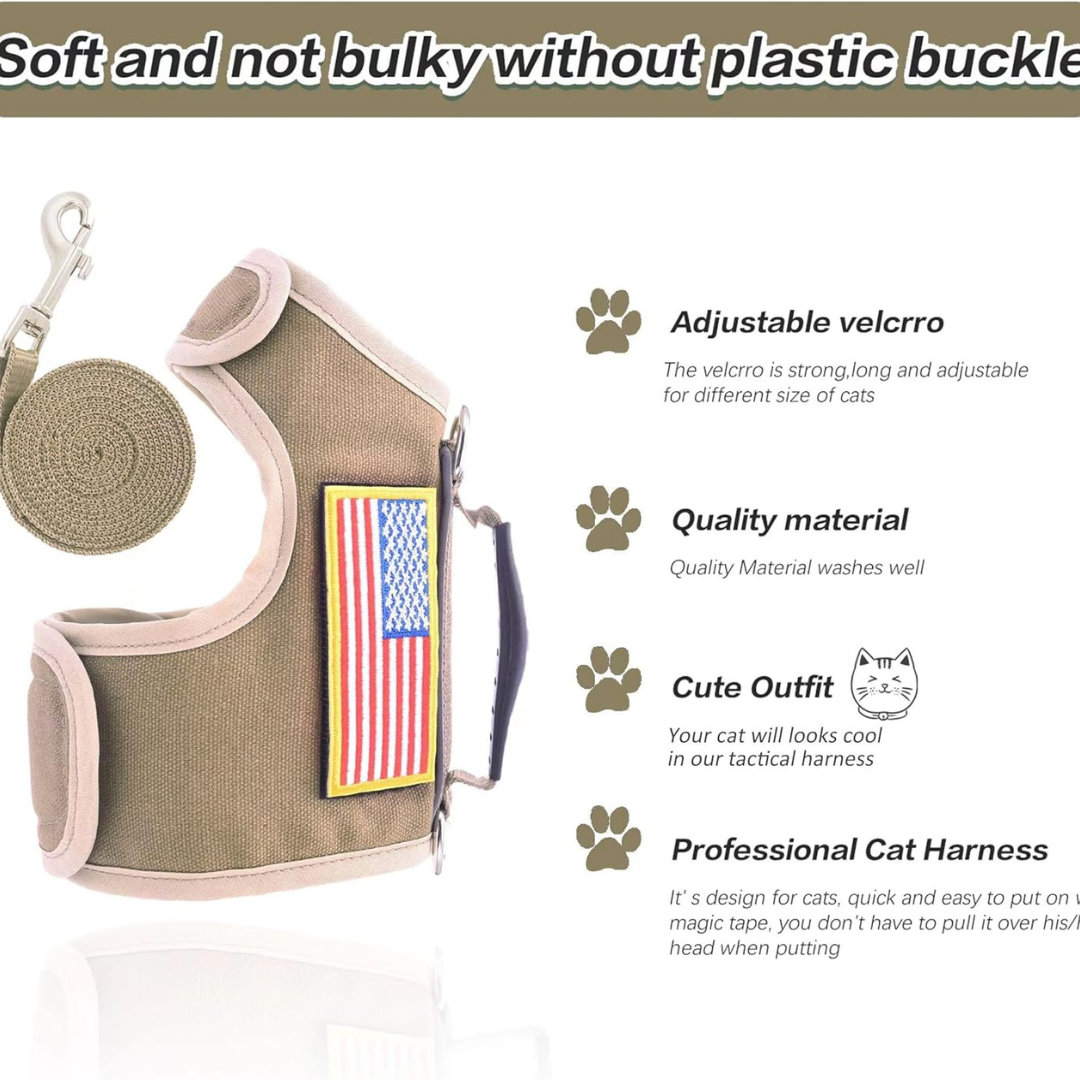 Soft and not bulky without plastic buckle
Adjustable velcrro
The velcrro is strong,long and adjustable
for different size of cats
Quality material
Quality Material washes well
Cute Outfit
Your cat will looks cool
in our tactical harness
Professional Cat Harness
It' s design for cats, quick and easy to put on
magic tape, you don't have to pull it over
head when putting